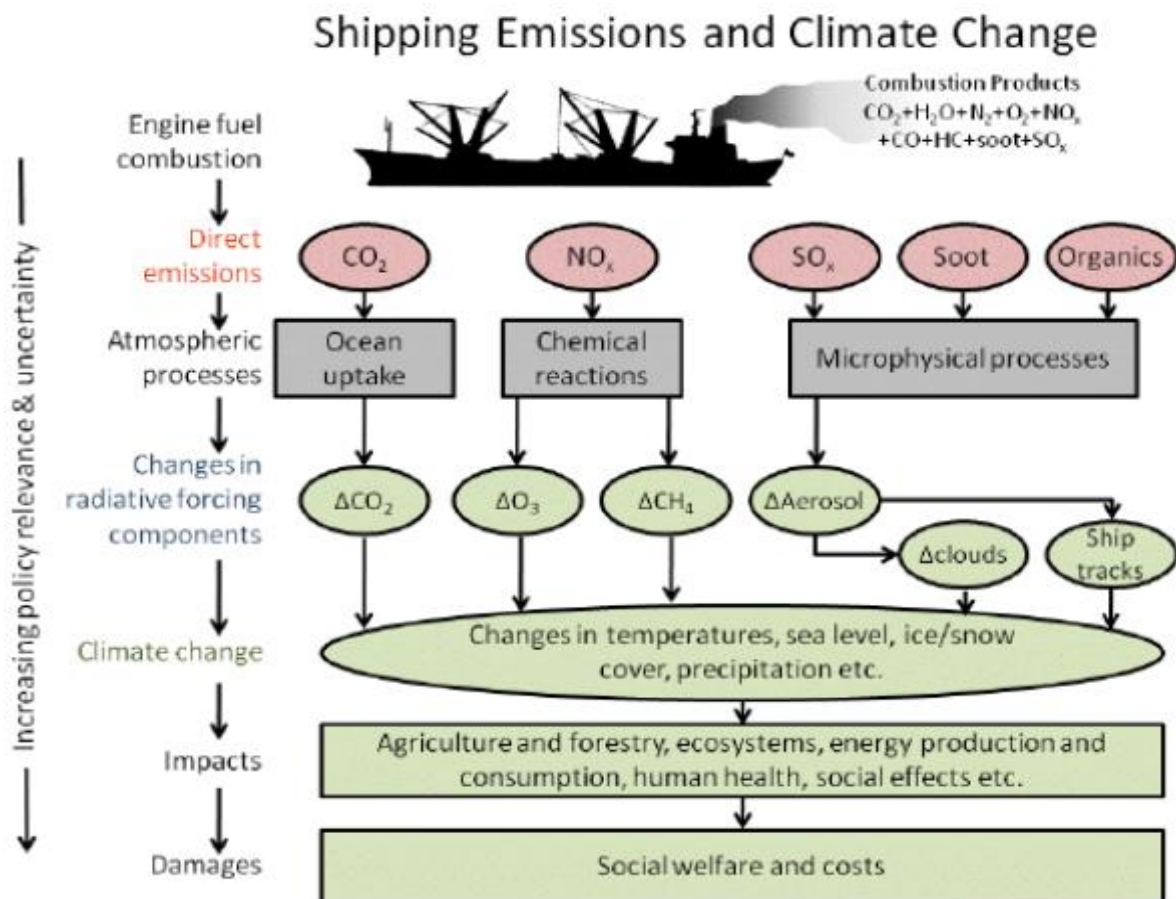 Shipping Emissions and Climate Change
Combustion Products
CO₂+H₂O+N₂+O₂+NOₓ
+CO+HC+soot+SOₓ
Engine fuel
combustion
Increasing policy relevance & uncertainty
Direct
emissions
CO₂
NOₓ
SOₓ
Soot
Organics
Atmospheric
processes
Ocean
uptake
Chemical
reactions
Microphysical processes
Changes in
radiative forcing
components
ΔCO₂
ΔO₃
ΔCH₄
ΔAerosol
Δclouds
Ship
tracks
Climate change
Changes in temperatures, sea level, ice/snow
cover, precipitation etc.
Impacts
Agriculture and forestry, ecosystems, energy production and
consumption, human health, social effects etc.
Damages
Social welfare and costs